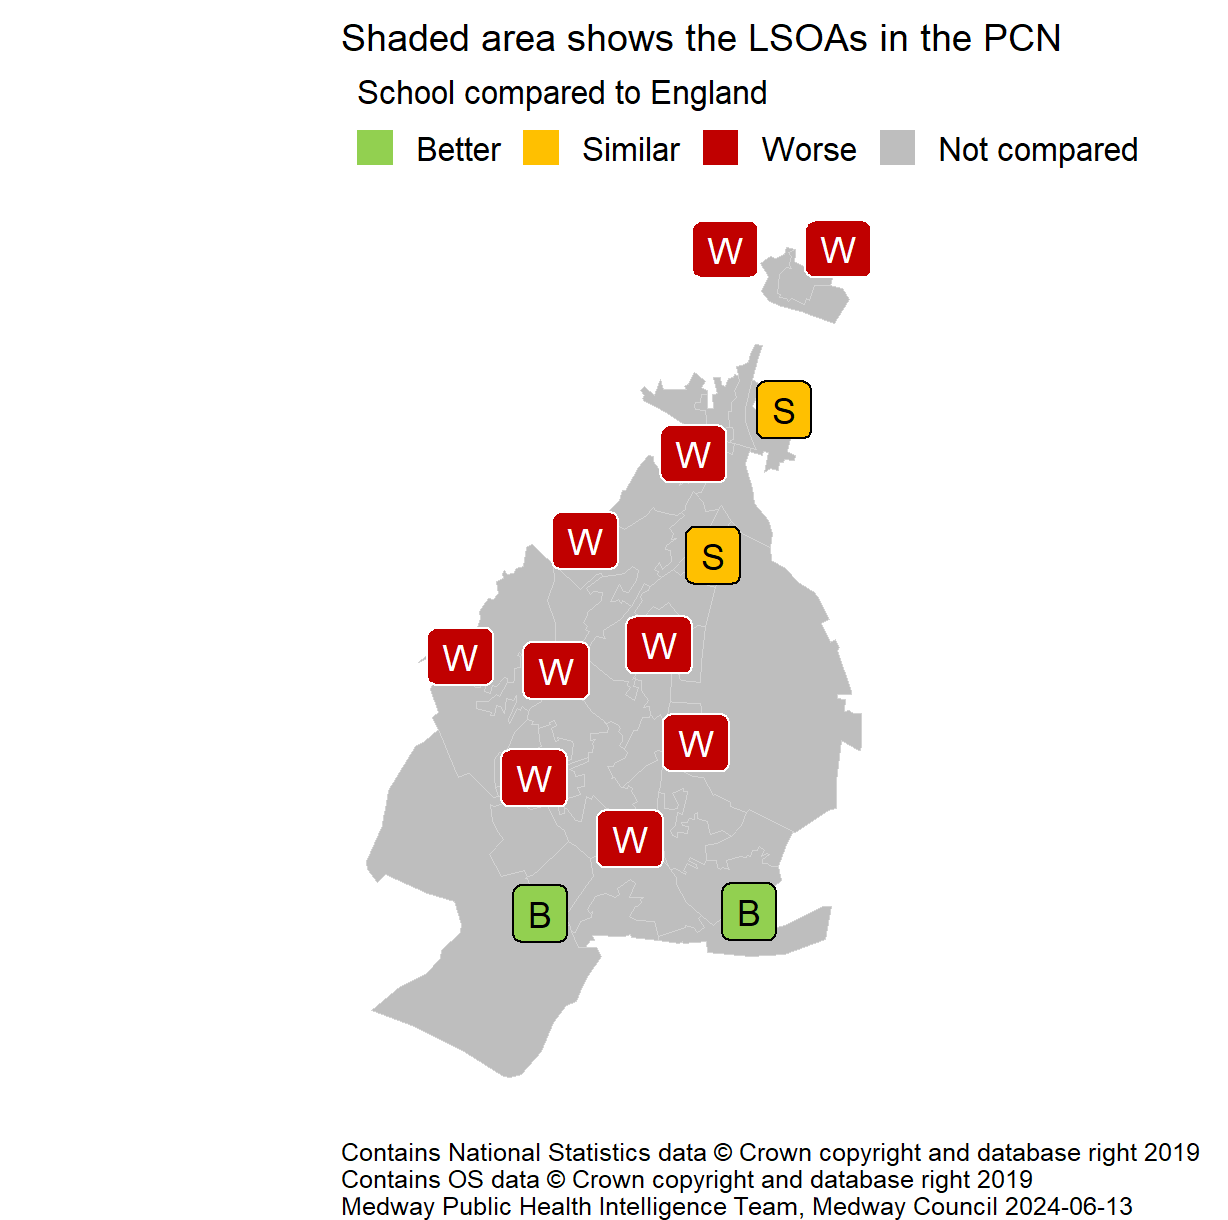 Shaded area shows the LSOAs in the PCN
School compared to England
Better Similar Worse Not compared
W W
S
W
W
S
W
W
W
W
W
W
B
B
Contains National Statistics data © Crown copyright and database right 2019
Contains OS data © Crown copyright and database right 2019
Medway Public Health Intelligence Team, Medway Council 2024-06-13